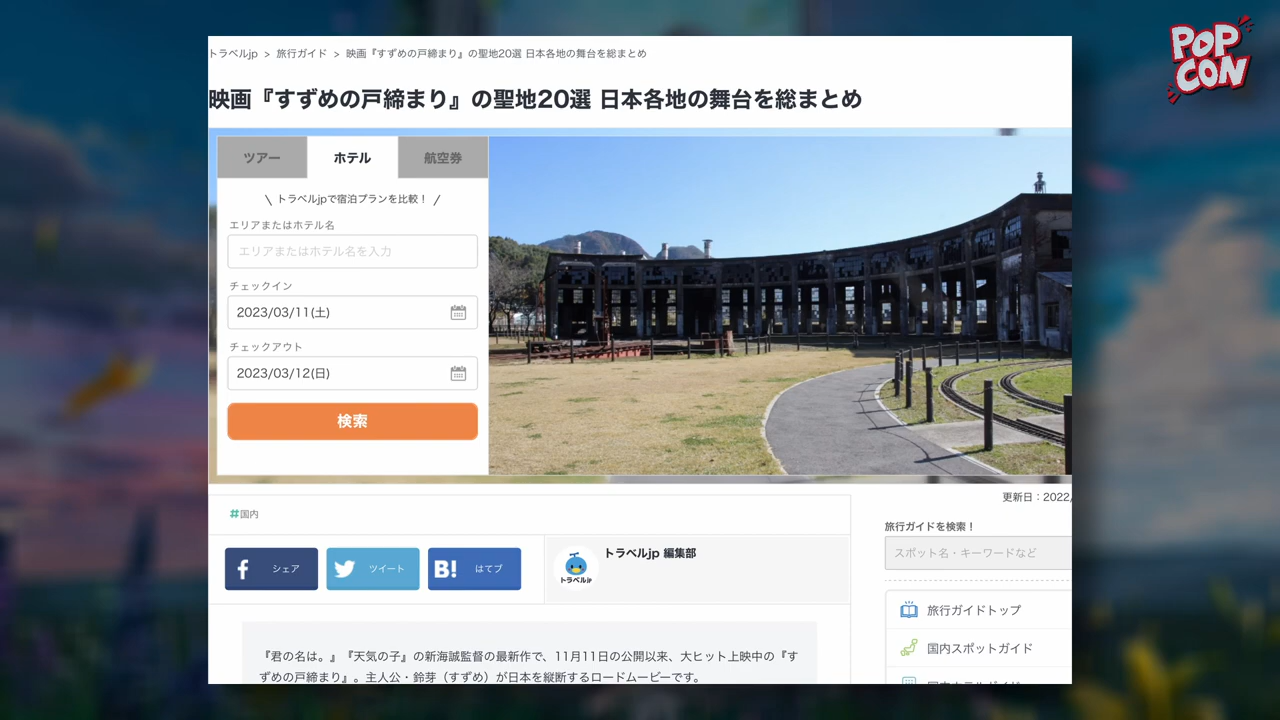 POP CON
トラベルjp > 旅行ガイド > 映画『すずめの戸締まり』の聖地20選 日本各地の舞台を総まとめ
映画『すずめの戸締まり』の聖地20選 日本各地の舞台を総まとめ
ツアー ホテル 航空券
\ トラベルjpで宿泊プランを比較！ /
エリアまたはホテル名
エリアまたはホテル名を入力
チェックイン
2023/03/11(土)
チェックアウト
2023/03/12(日)
検索
更新日：2022/
#国内
旅行ガイドを検索！
スポット名・キーワードなど
シェア ツイート B! はてブ
トラベルjp 編集部
トラベルjp
旅行ガイドトップ
国内スポットガイド
国内ホテルガイド
『君の名は。』『天気の子』の新海誠監督の最新作で、11月11日の公開以来、大ヒット上映中の『す
ずめの戸締まり』。主人公・鈴芽（すずめ）が日本を縦断するロードムービーです。